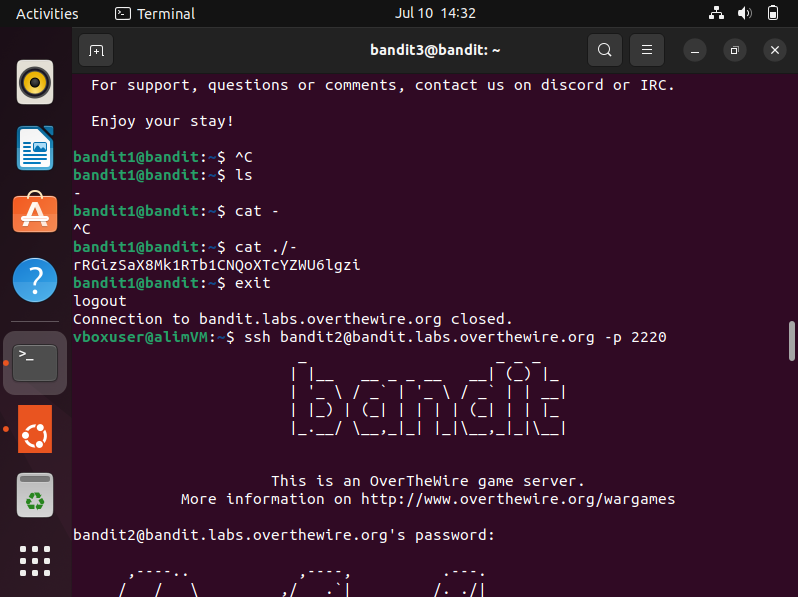 Activities Terminal Jul 10 14:32
bandit3@bandit: ~
For support, questions or comments, contact us on discord or IRC.
Enjoy your stay!
bandit1@bandit:~$ ^C
bandit1@bandit:~$ ls
-
bandit1@bandit:~$ cat -
^C
bandit1@bandit:~$ cat ./-
rRGizSaX8Mk1RTb1CNQoXTcYZWU6lgzi
bandit1@bandit:~$ exit
logout
Connection to bandit.labs.overthewire.org closed.
vboxuser@alimVM:~$ ssh bandit2@bandit.labs.overthewire.org -p 2220
bandit
This is an OverTheWire game server.
More information on http://www.overthewire.org/wargames
bandit2@bandit.labs.overthewire.org's password: